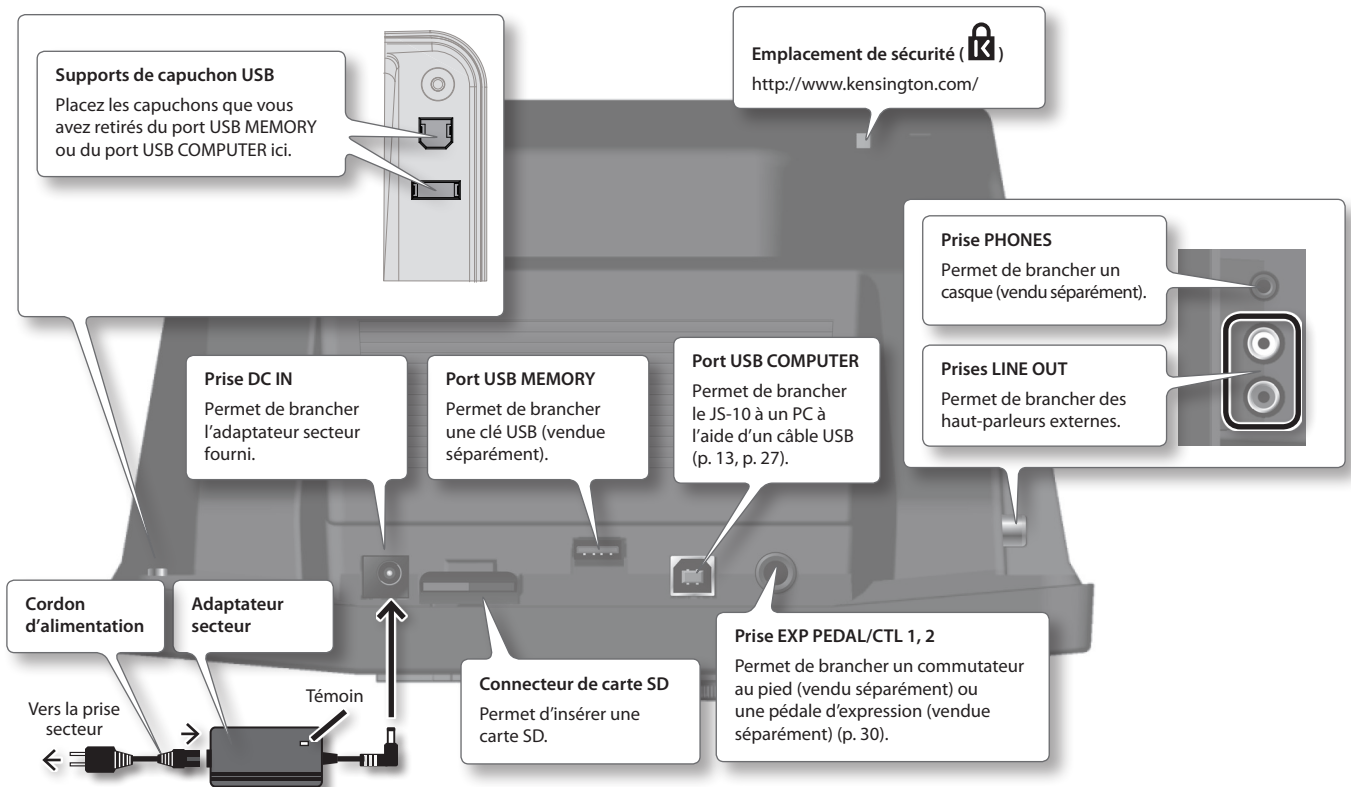 Supports de capuchon USB
Placez les capuchons que vous
avez retirés du port USB MEMORY
ou du port USB COMPUTER ici.
Emplacement de sécurité ( K )
http://www.kensington.com/
Prise PHONES
Permet de brancher un
casque (vendu séparément).
Prises LINE OUT
Permet de brancher des
haut-parleurs externes.
Prise DC IN
Permet de brancher
l’adaptateur secteur
fourni.
Port USB MEMORY
Permet de brancher
une clé USB (vendue
séparément).
Port USB COMPUTER
Permet de brancher
le JS-10 à un PC à
l’aide d’un câble USB
(p. 13, p. 27).
Cordon
d’alimentation
Adaptateur
secteur
Témoin
Vers la prise
secteur
Connecteur de carte SD
Permet d’insérer une
carte SD.
Prise EXP PEDAL/CTL 1, 2
Permet de brancher un commutateur
au pied (vendu séparément) ou
une pédale d’expression (vendue
séparément) (p. 30).